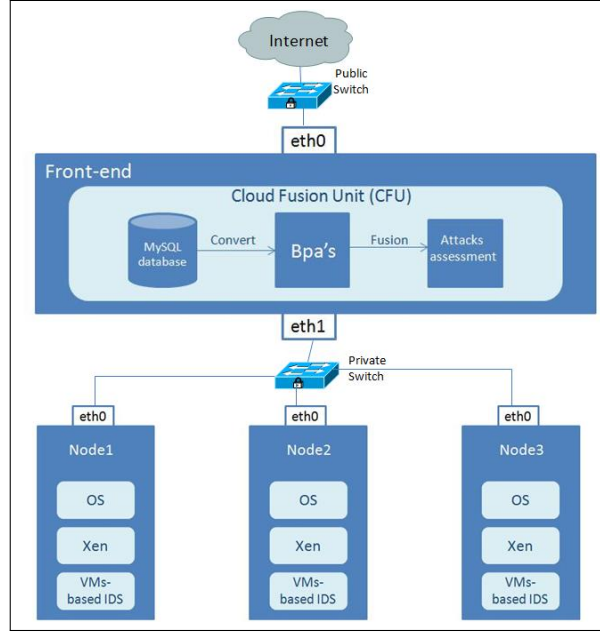 Internet
Public
Switch
eth0
Front-end
Cloud Fusion Unit (CFU)
MySQL
database
Convert
Bpa's
Fusion
Attacks
assessment
eth1
Private
Switch
eth0
eth0
eth0
Node1
Node2
Node3
OS
OS
OS
Xen
Xen
Xen
VMs-
based IDS
VMs-
based IDS
VMs-
based IDS